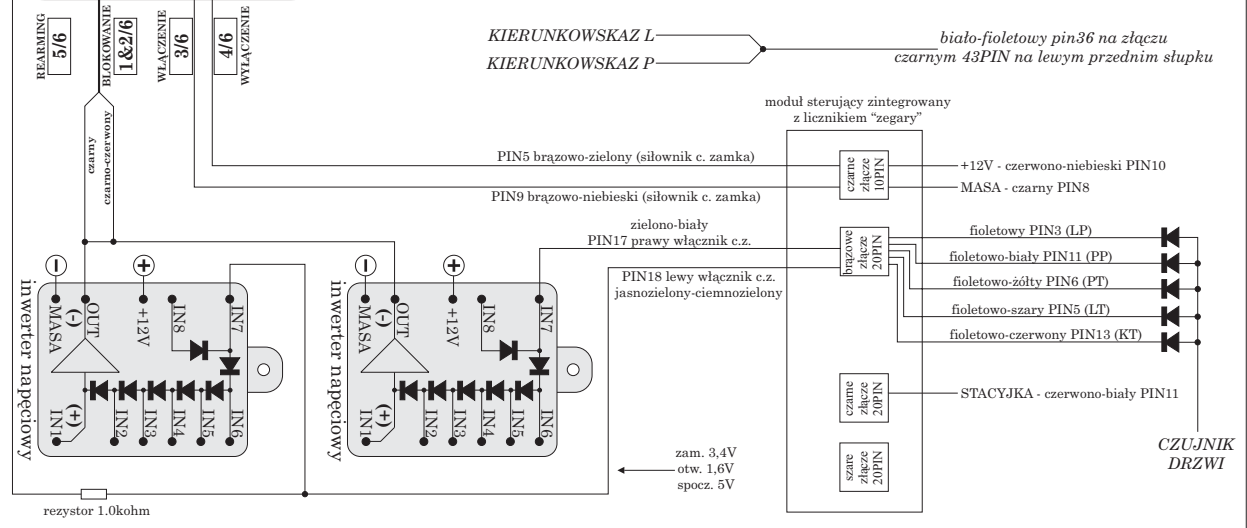 REARMING
5/6
BLOKOWANIE
1&2/6
WŁĄCZENIE
3/6
4/6
WYŁĄCZENIE
KIERUNKOWSKAZ L
KIERUNKOWSKAZ P
biało-fioletowy pin36 na złączu
czarnym 43PIN na lewym przednim słupku
moduł sterujący zintegrowany
z licznikiem “zegary”
czarny
czarno-czerwony
PIN5 brązowo-zielony (siłownik c. zamka)
PIN9 brązowo-niebieski (siłownik c. zamka)
czarne
złącze
10PIN
+12V - czerwono-niebieski PIN10
MASA - czarny PIN8
zielono-biały
PIN17 prawy włącznik c.z.
PIN18 lewy włącznik c.z.
jasnozielony-ciemnozielony
brązowe
złącze
20PIN
fioletowy PIN3 (LP)
fioletowo-biały PIN11 (PP)
fioletowo-żółty PIN6 (PT)
fioletowo-szary PIN5 (LT)
fioletowo-czerwony PIN13 (KT)
inwerter napęciowy
MASA
OUT
(-)
+12V
IN8
IN7
(+)
IN1
IN2
IN3
IN4
IN5
IN6
inwerter napęciowy
MASA
OUT
(-)
+12V
IN8
IN7
(+)
IN1
IN2
IN3
IN4
IN5
IN6
czarne
złącze
20PIN
STACYJKA - czerwono-biały PIN11
szare
złącze
20PIN
CZUJNIK
DRZWI
zam. 3,4V
otw. 1,6V
spocz. 5V
rezystor 1.0kohm